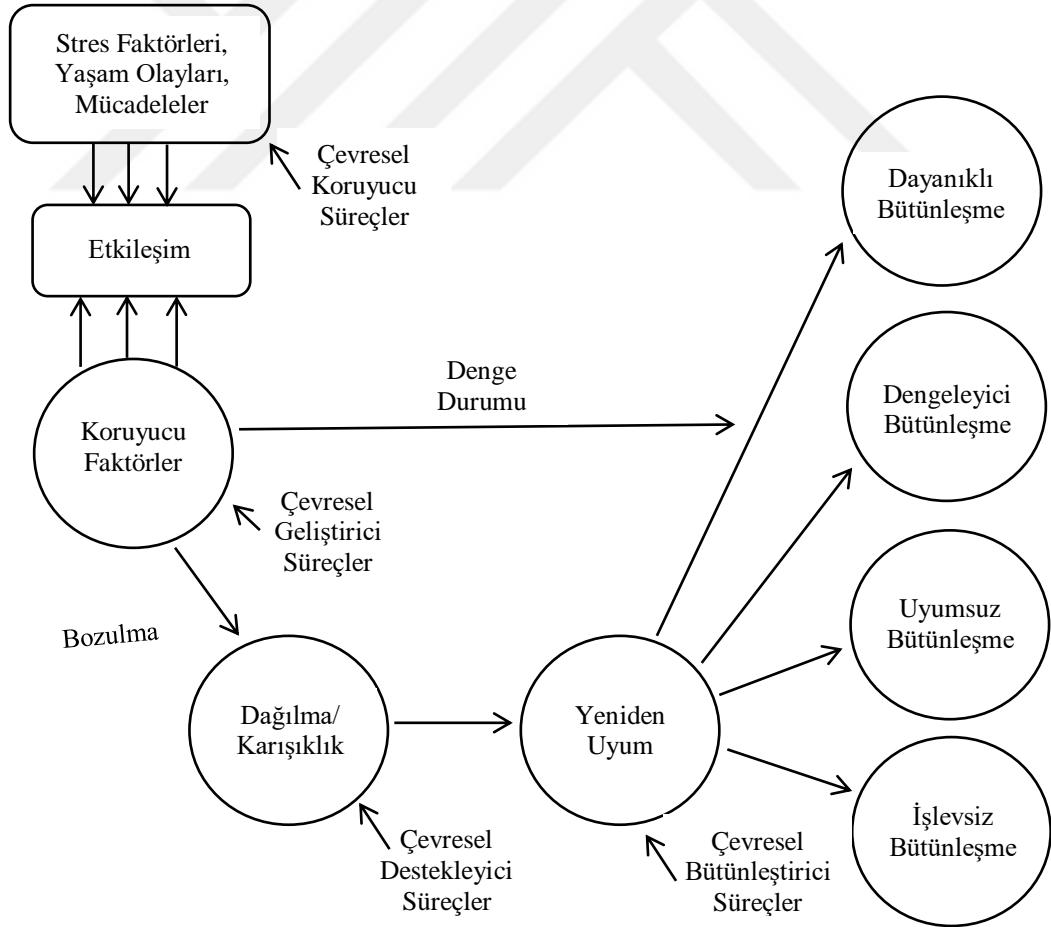 Stres Faktörleri,
Yaşam Olayları,
Mücadeleler
Çevresel
Koruyucu
Süreçler
Etkileşim
Dayanıklı
Bütünleşme
Denge
Durumu
Koruyucu
Faktörler
Dengeleyici
Bütünleşme
Çevresel
Geliştirici
Süreçler
Bozulma
Uyumsuz
Bütünleşme
Dağılma/
Karışıklık
Yeniden
Uyum
İşlevsiz
Bütünleşme
Çevresel
Destekleyici
Süreçler
Çevresel
Bütünleştirici
Süreçler